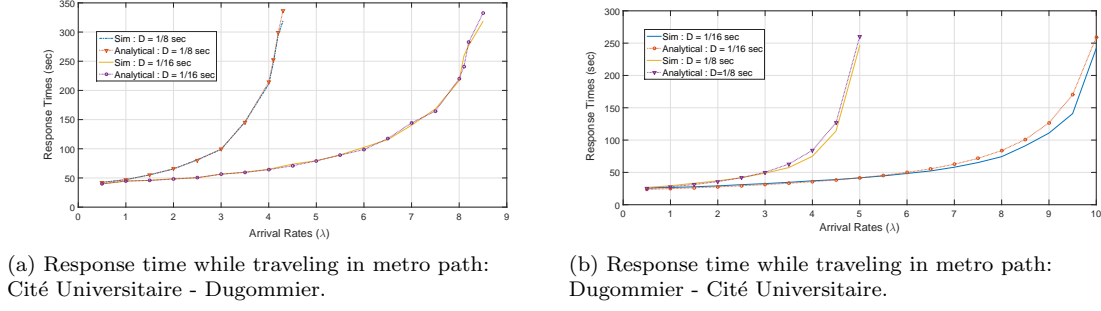 350
300
250
200
150
100
50
0
Response Times (sec)
Sim : D = 1/8 sec
Analytical : D = 1/8 sec
Sim : D = 1/16 sec
Analytical : D = 1/16 sec
0 1 2 3 4 5 6 7 8 9
Arrival Rates (λ)
(a) Response time while traveling in metro path:
Cité Universitaire - Dugommier.
300
250
200
150
100
50
0
Response Times (sec)
Sim : D = 1/16 sec
Analytical : D = 1/16 sec
Sim : D = 1/8 sec
Analytical : D=1/8 sec
0 1 2 3 4 5 6 7 8 9 10
Arrival Rates (λ)
(b) Response time while traveling in metro path:
Dugommier - Cité Universitaire.